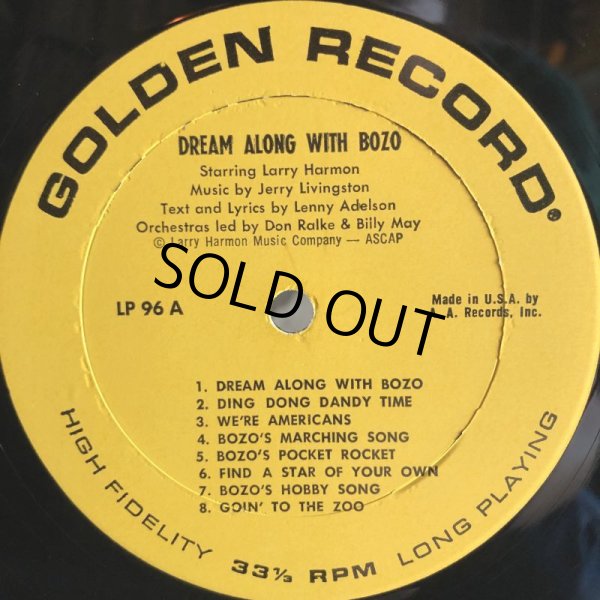 GOLDEN RECORD®
DREAM ALONG WITH BOZO
Starring Larry Harmon
Music by Jerry Livingston
Text and Lyrics by Lenny Adelson
Orchestras led by Don Ralke & Billy May
© Larry Harmon Music Company — ASCAP
SOLD OUT
LP 96 A
Made in U.S.A. by
A. Records, Inc.
1. DREAM ALONG WITH BOZO
2. DING DONG DANDY TIME
3. WE'RE AMERICANS
4. BOZO'S MARCHING SONG
5. BOZO'S POCKET ROCKET
6. FIND A STAR OF YOUR OWN
7. BOZO'S HOBBY SONG
8. GOIN' TO THE ZOO
HIGH FIDELITY 33⅓ RPM LONG PLAYING